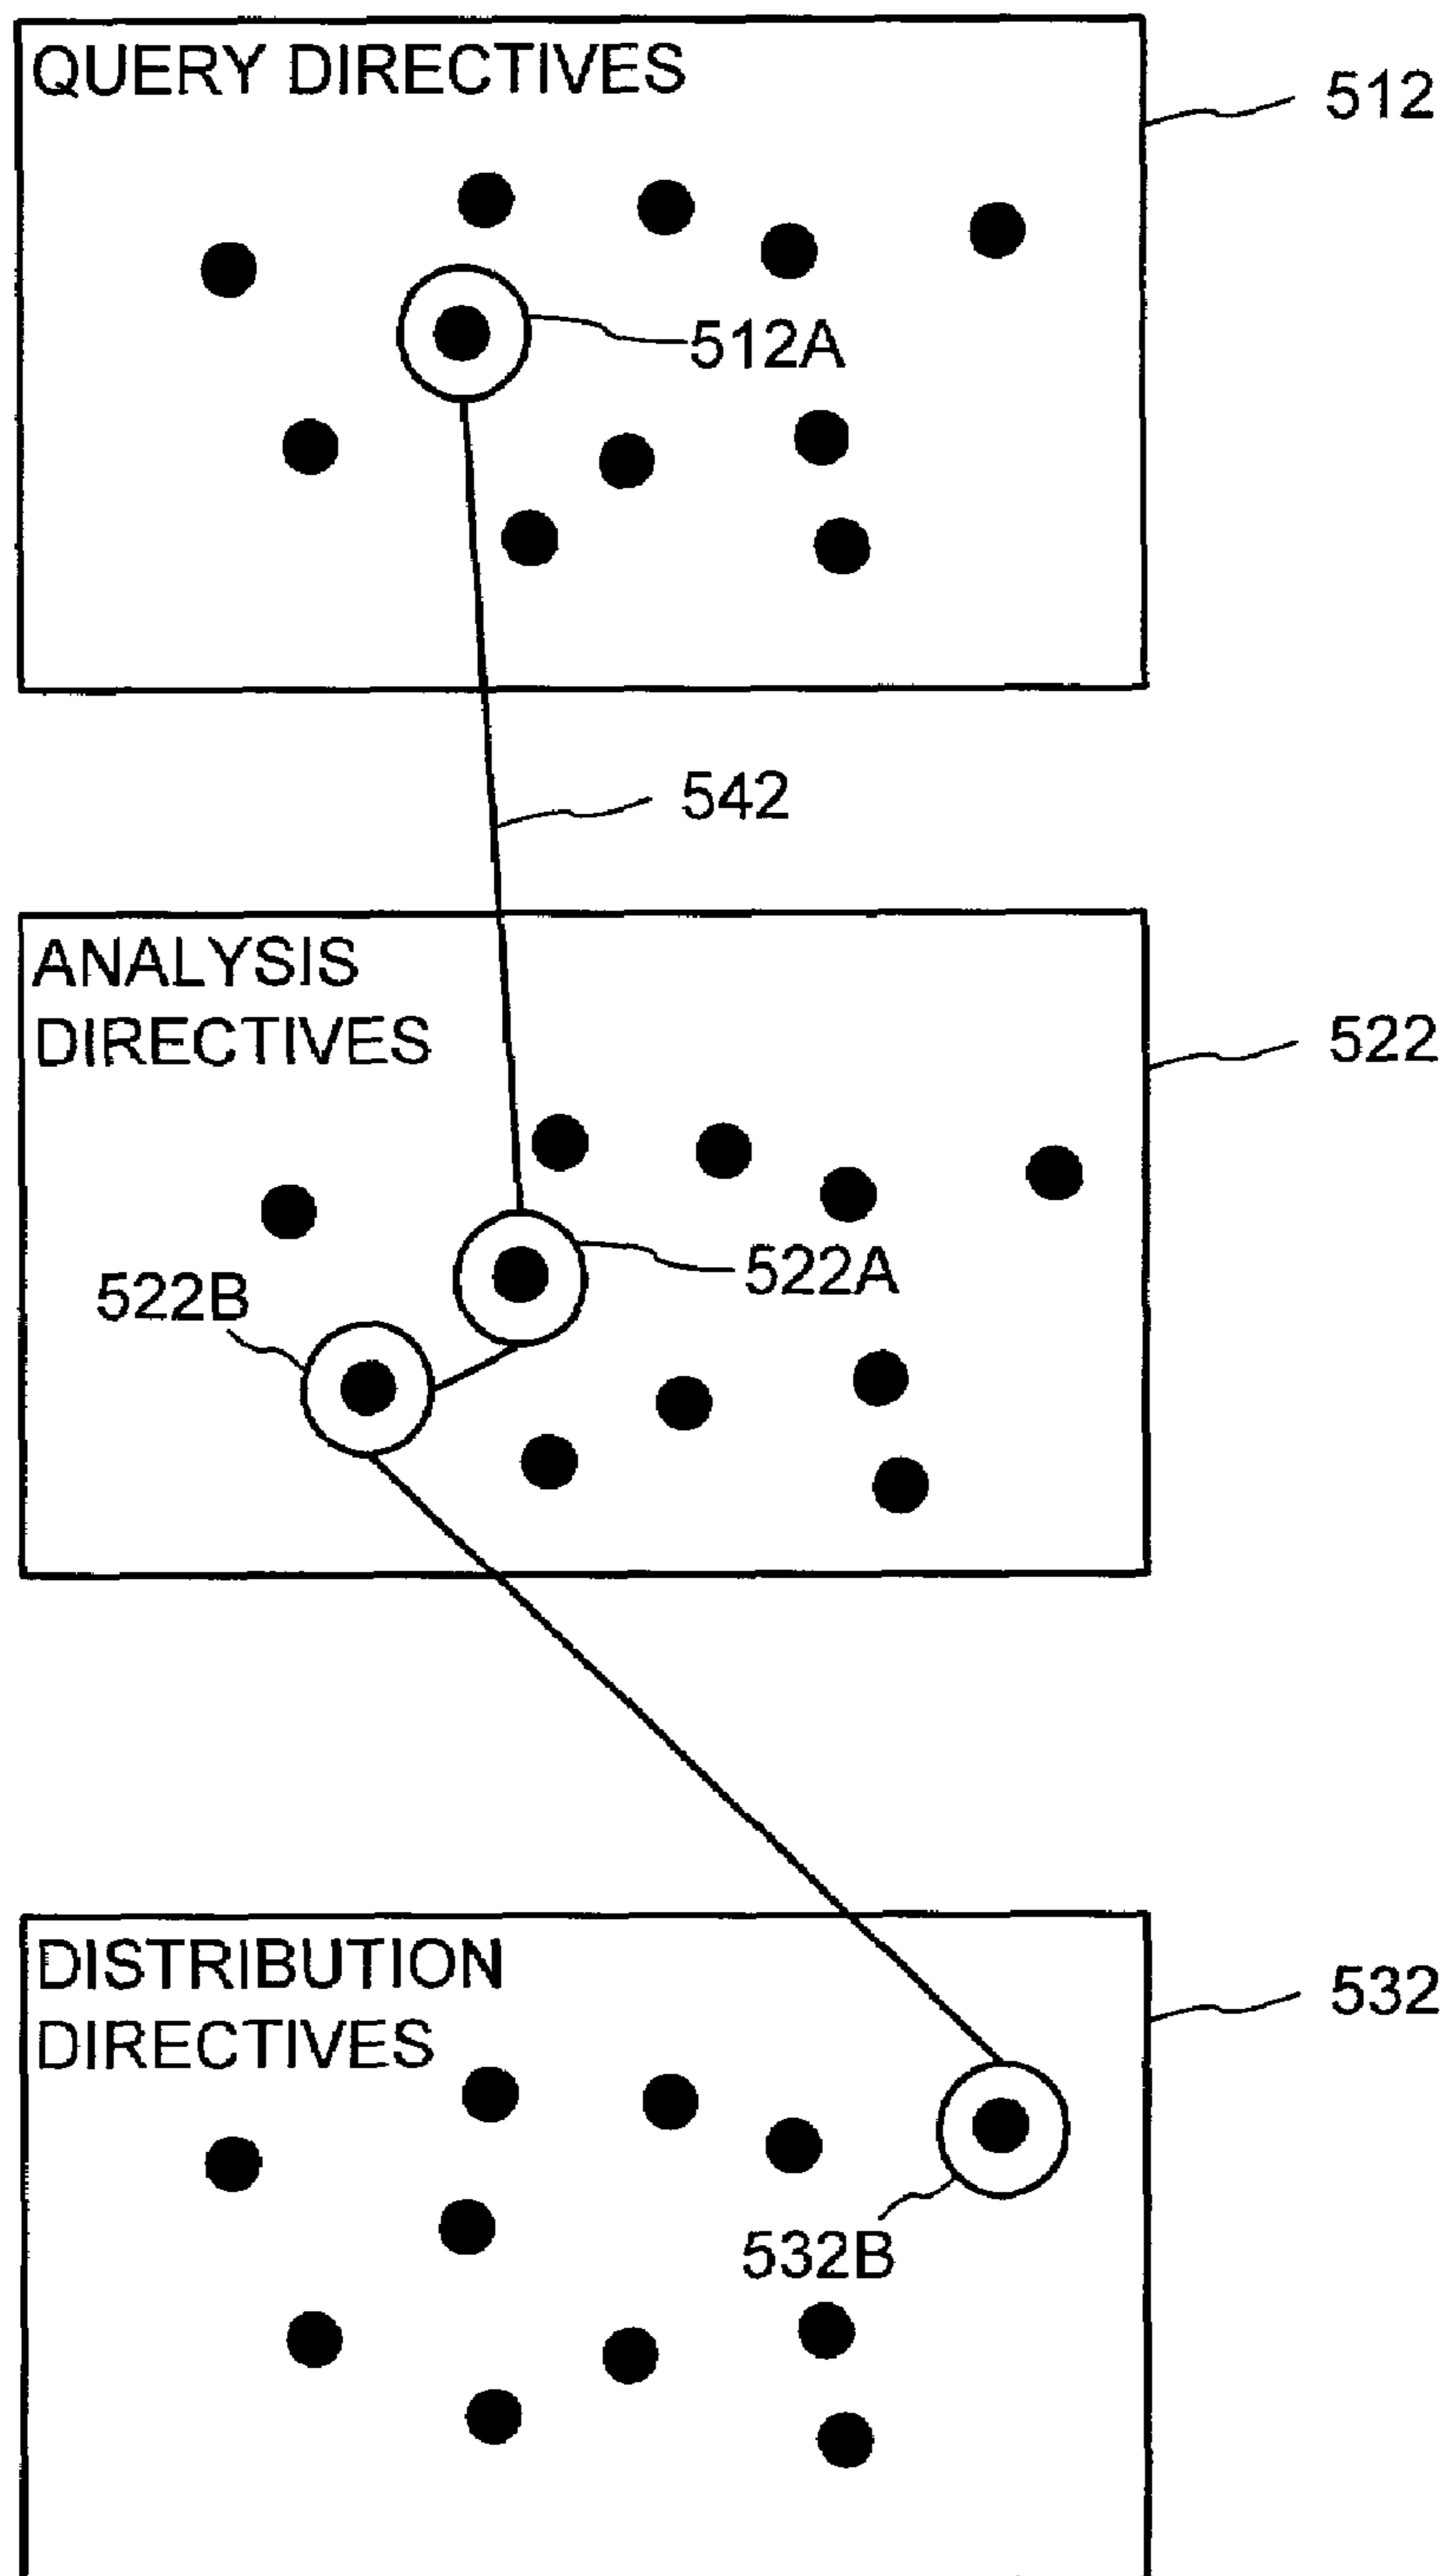 QUERY DIRECTIVES
512
512A
542
ANALYSIS
DIRECTIVES
522
522A
522B
DISTRIBUTION
DIRECTIVES
532
532B